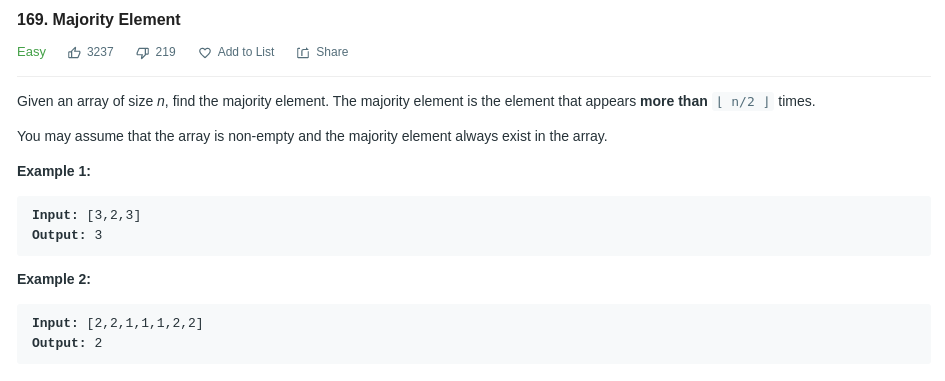 169. Majority Element
Easy 3237 219 Add to List Share
Given an array of size n, find the majority element. The majority element is the element that appears more than ⌊ n/2 ⌋ times.
You may assume that the array is non-empty and the majority element always exist in the array.
Example 1:
Input: [3,2,3]
Output: 3
Example 2:
Input: [2,2,1,1,1,2,2]
Output: 2